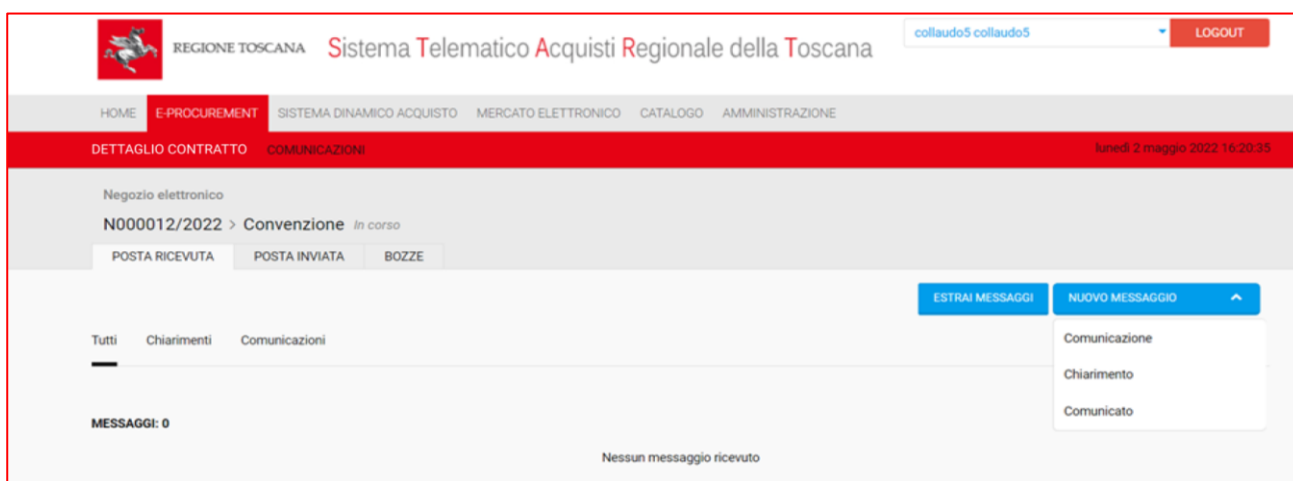 REGIONE TOSCANA Sistema Telematico Acquisti Regionale della Toscana collaudo5 collaudo5 LOGOUT
HOME E-PROCUREMENT SISTEMA DINAMICO ACQUISTO MERCATO ELETTRONICO CATALOGO AMMINISTRAZIONE
DETTAGLIO CONTRATTO COMUNICAZIONI lunedì 2 maggio 2022 16:20:35
Negozio elettronico
N000012/2022 > Convenzione In corso
POSTA RICEVUTA POSTA INVIATA BOZZE
ESTRAI MESSAGGI NUOVO MESSAGGIO
Tutti Chiarimenti Comunicazioni
Comunicazione
Chiarimento
Comunicato
MESSAGGI: 0
Nessun messaggio ricevuto